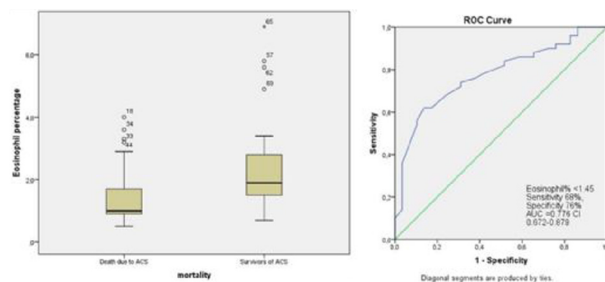 6,0
4,0
2,0
,0
Eosinophil percentage
65
57
62
18
34
33
44
Death due to ACS
Survivors of ACS
mortality
ROC Curve
1,0
0,8
0,6
0,4
0,2
0,0
Sensitivity
Eosinophil% <1.45
Sensitivity 68%,
Specificity 76%
AUC =0.776 CI
0.672-0.879
0,0
0,2
0,4
0,6
0,8
1,0
1 - Specificity
Diagonal segments are produced by ties.